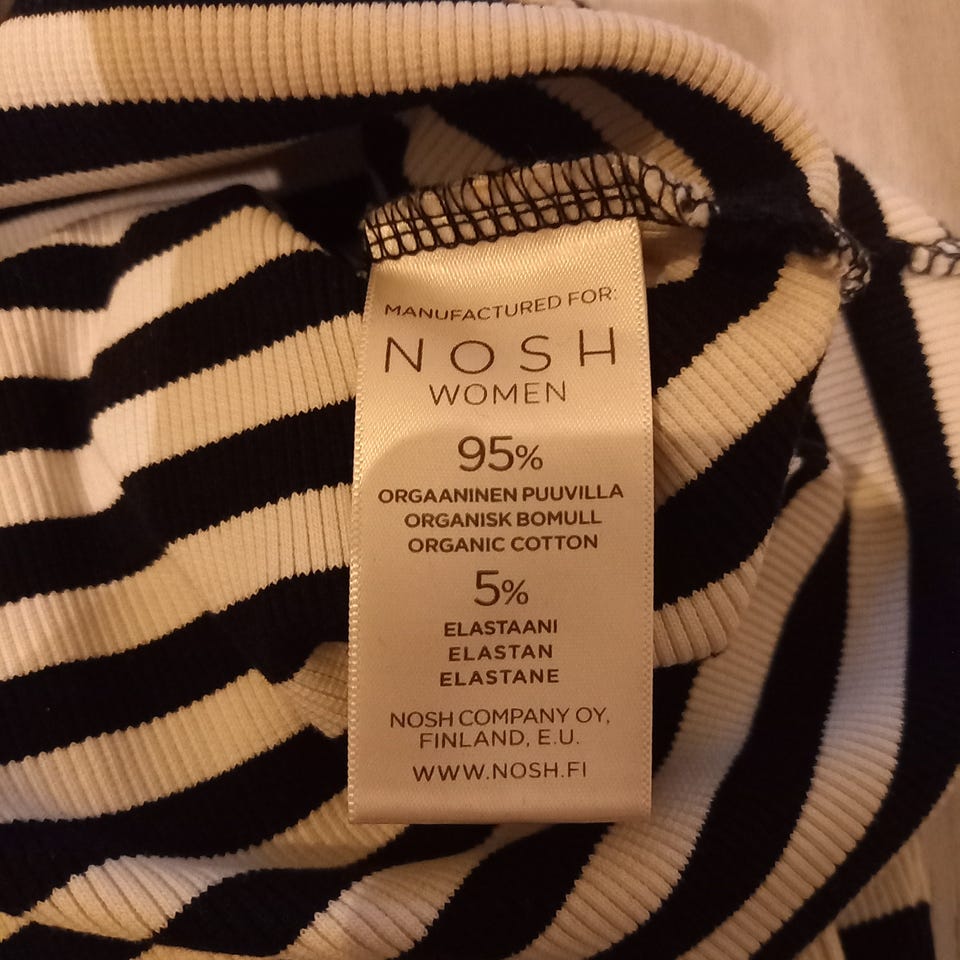 MANUFACTURED FOR:
NOSH
WOMEN
95%
ORGAANINEN PUUVILLA
ORGANISK BOMULL
ORGANIC COTTON
5%
ELASTAANI
ELASTAN
ELASTANE
NOSH COMPANY OY,
FINLAND, E.U.
WWW.NOSH.FI